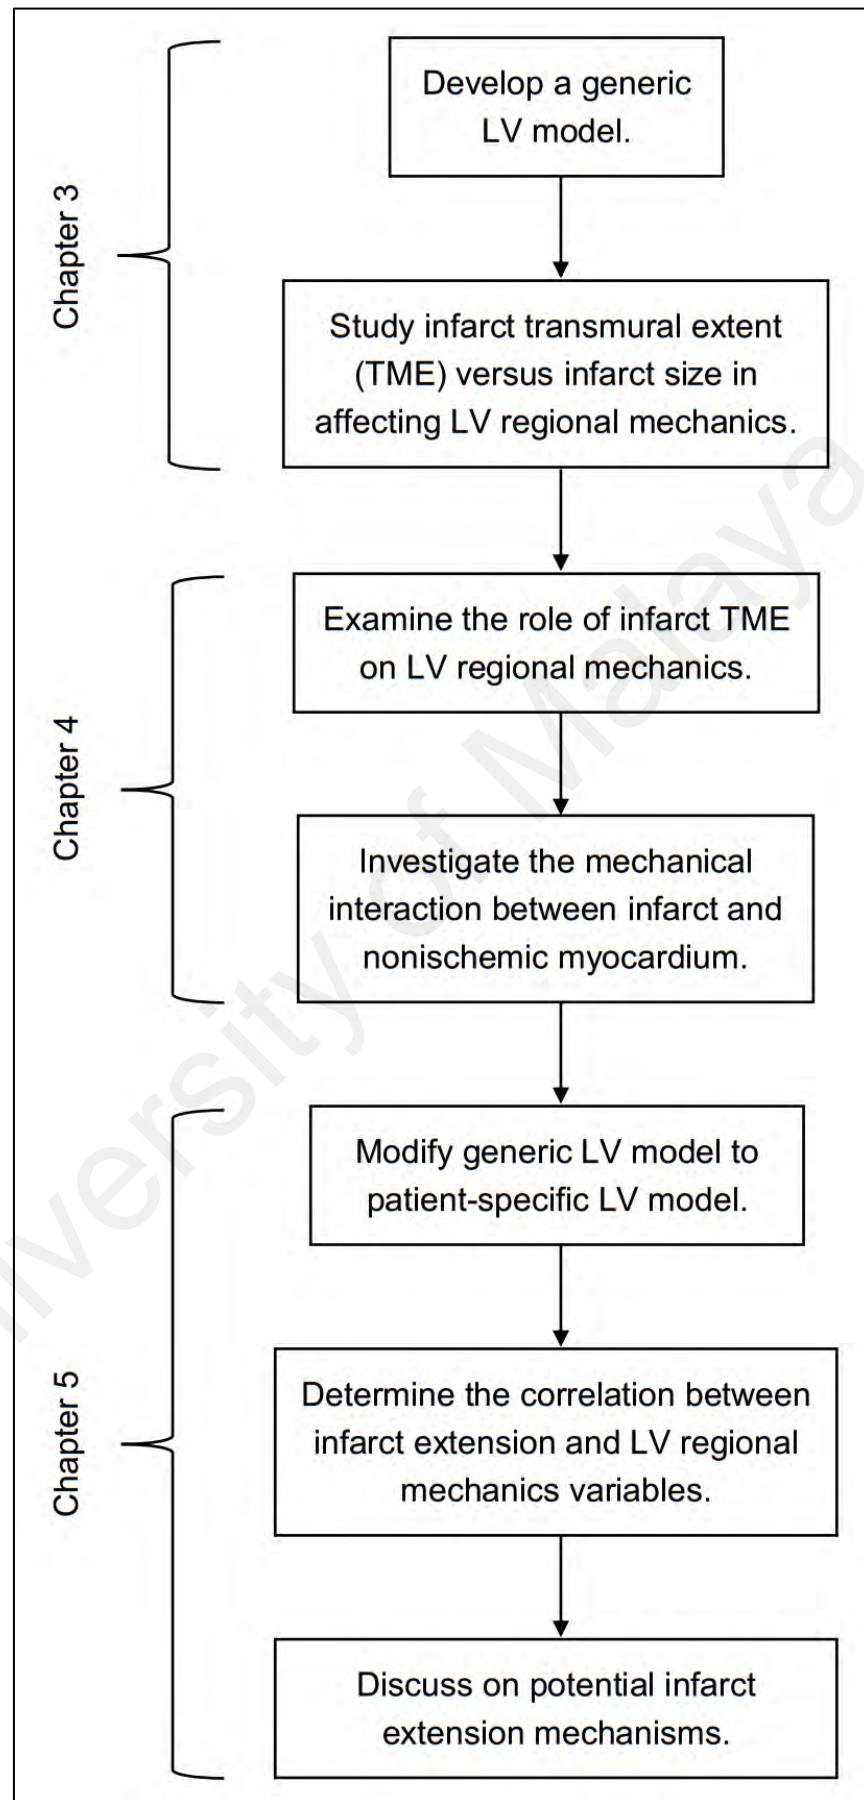 Chapter 3
Develop a generic
LV model.
Study infarct transmural extent
(TME) versus infarct size in
affecting LV regional mechanics.
Chapter 4
Examine the role of infarct TME
on LV regional mechanics.
Investigate the mechanical
interaction between infarct and
nonischemic myocardium.
Chapter 5
Modify generic LV model to
patient-specific LV model.
Determine the correlation between
infarct extension and LV regional
mechanics variables.
Discuss on potential infarct
extension mechanisms.
iversity of Malaya